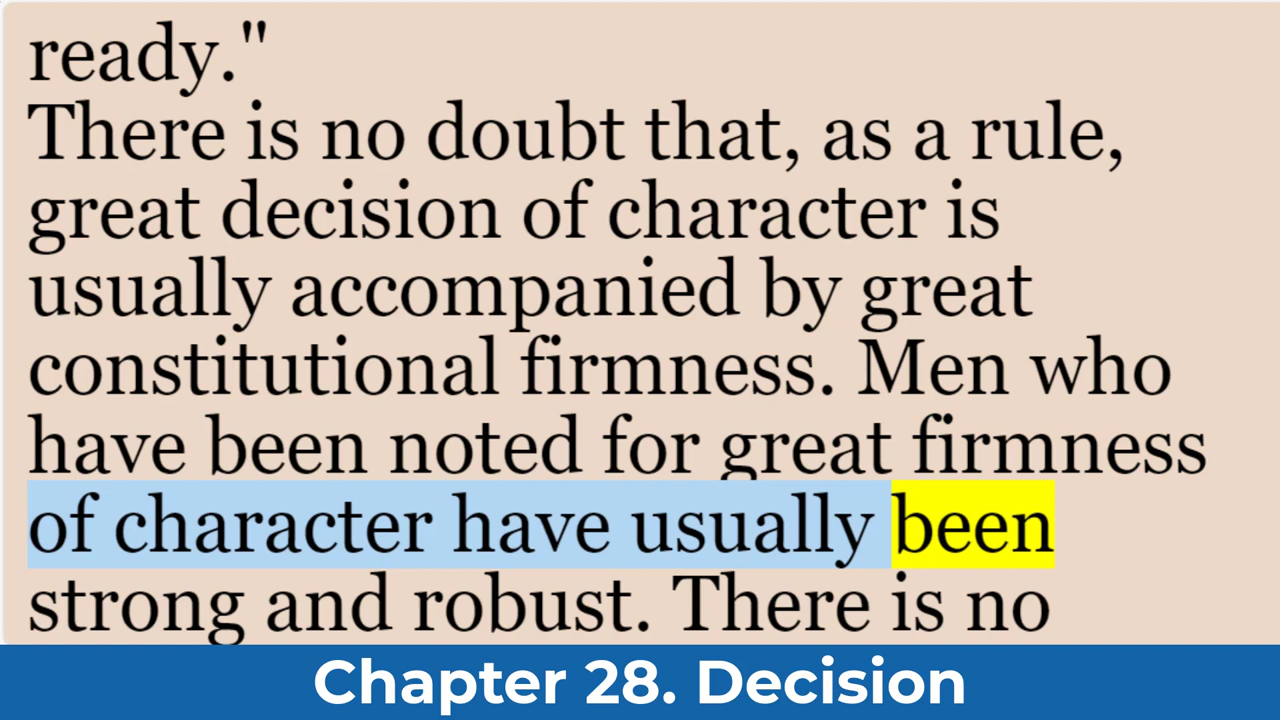 ready."
There is no doubt that, as a rule,
great decision of character is
usually accompanied by great
constitutional firmness. Men who
have been noted for great firmness
of character have usually been
strong and robust. There is no
Chapter 28. Decision